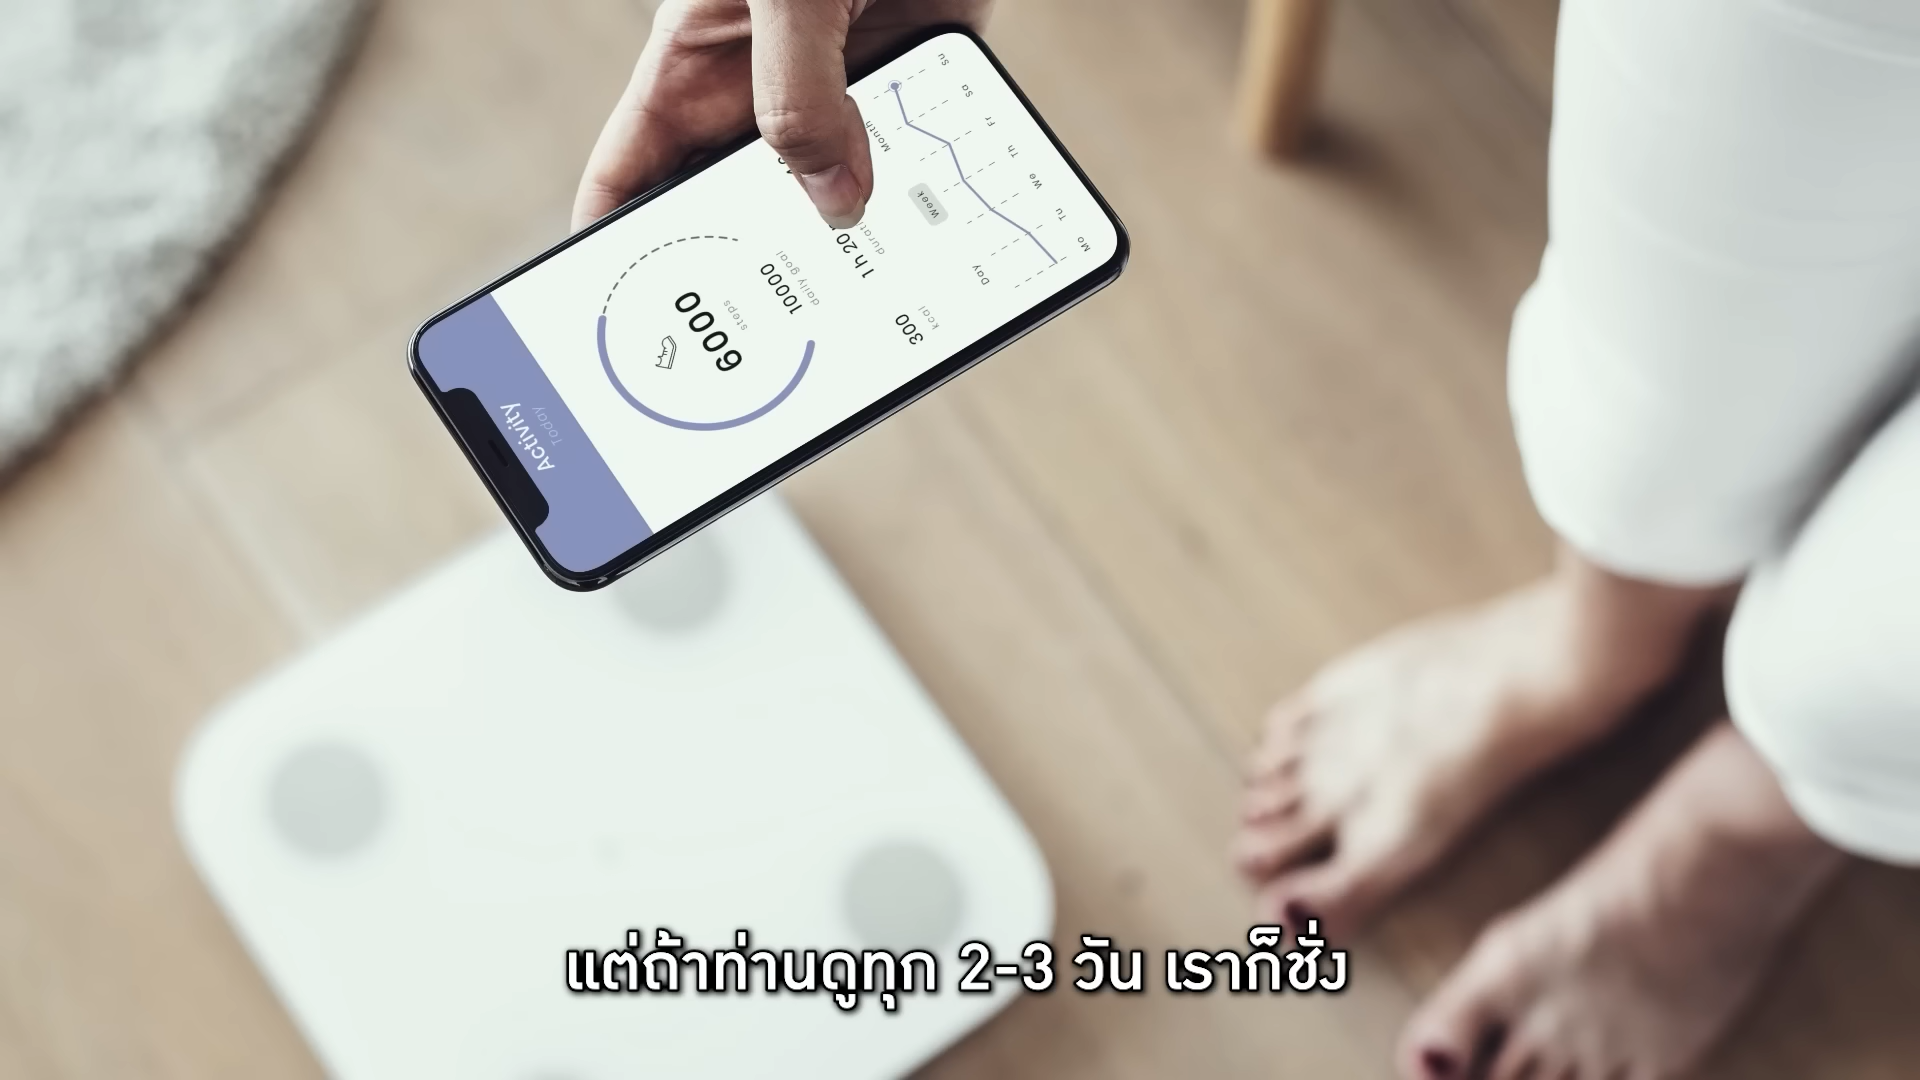 Activity
Today
6000
steps
10000
daily goal
300
kcal
1 h 20
Day
Week
Month
Mo
Tu
We
Th
Fr
Sa
Su
แต่ถ้าท่านดูทุก 2-3 วัน เราก็ชั่ง